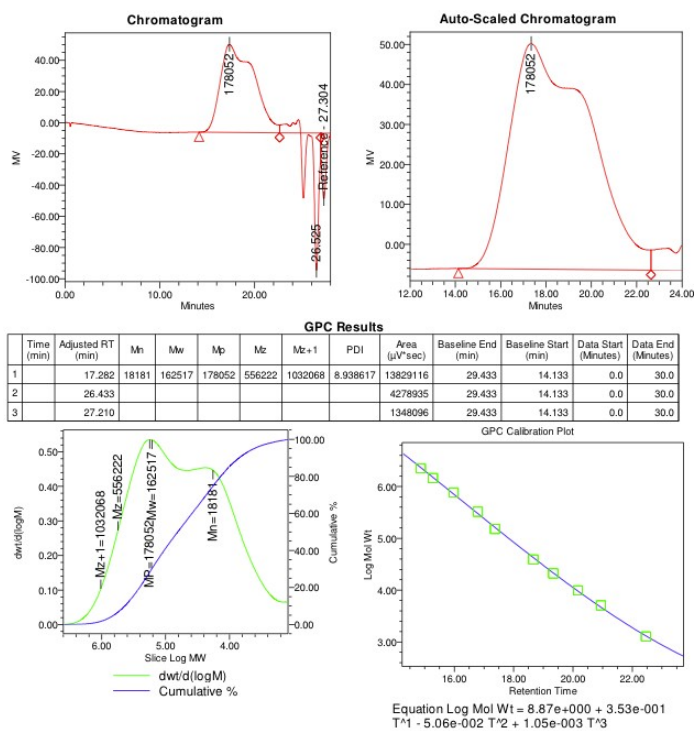 Chromatogram
Auto-Scaled Chromatogram
MV
40.00
20.00
0.00
-20.00
-40.00
-60.00
-80.00
-100.00
178052
26.525
Reference - 27.304
0.00
10.00
20.00
Minutes
MV
50.00
40.00
30.00
20.00
10.00
0.00
178052
12.00
14.00
16.00
18.00
20.00
22.00
24.00
Minutes
GPC Results
Time (min) Adjusted RT (min) Mn Mw Mp Mz Mz+1 PDI Area (µV*sec) Baseline End (min) Baseline Start (min) Data Start (Minutes) Data End (Minutes)
1 17.282 18181 162517 178052 556222 1032068 8.938617 13829116 29.433 14.133 0.0 30.0
2 26.433 4278935 29.433 14.133 0.0 30.0
3 27.210 1348096 29.433 14.133 0.0 30.0
dwt/d(logM)
0.50
0.40
0.30
0.20
0.10
0.00
Mz+1=1032068
Mz=556222
MP=178052
Mw=162517
Mn=18181
100.00
80.00
60.00
40.00
20.00
0.00
Cumulative %
6.00
5.00
4.00
Slice Log MW
dwt/d(logM)
Cumulative %
GPC Calibration Plot
Log Mol Wt
6.00
5.00
4.00
3.00
16.00
18.00
20.00
22.00
Retention Time
Equation Log Mol Wt = 8.87e+000 + 3.53e-001
T^1 - 5.06e-002 T^2 + 1.05e-003 T^3